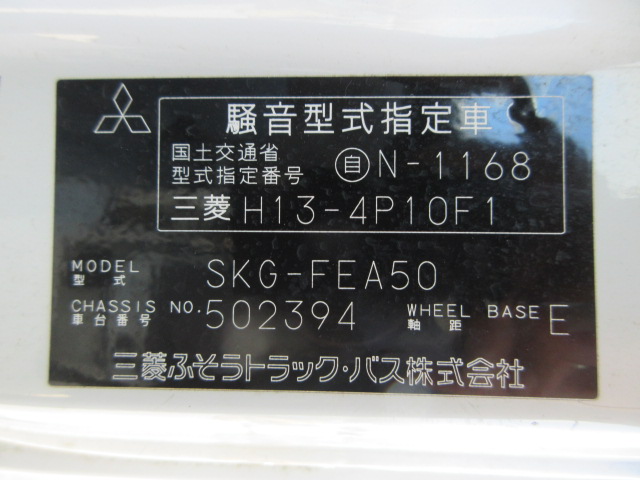 騒音型式指定車
国土交通省
型式指定番号 自N-1168
三菱 H13-4P10F1
MODEL
型式 SKG-FEA50
CHASSIS NO.
車台番号 502394 WHEEL BASE
軸距 E
三菱ふそうトラック・バス株式会社